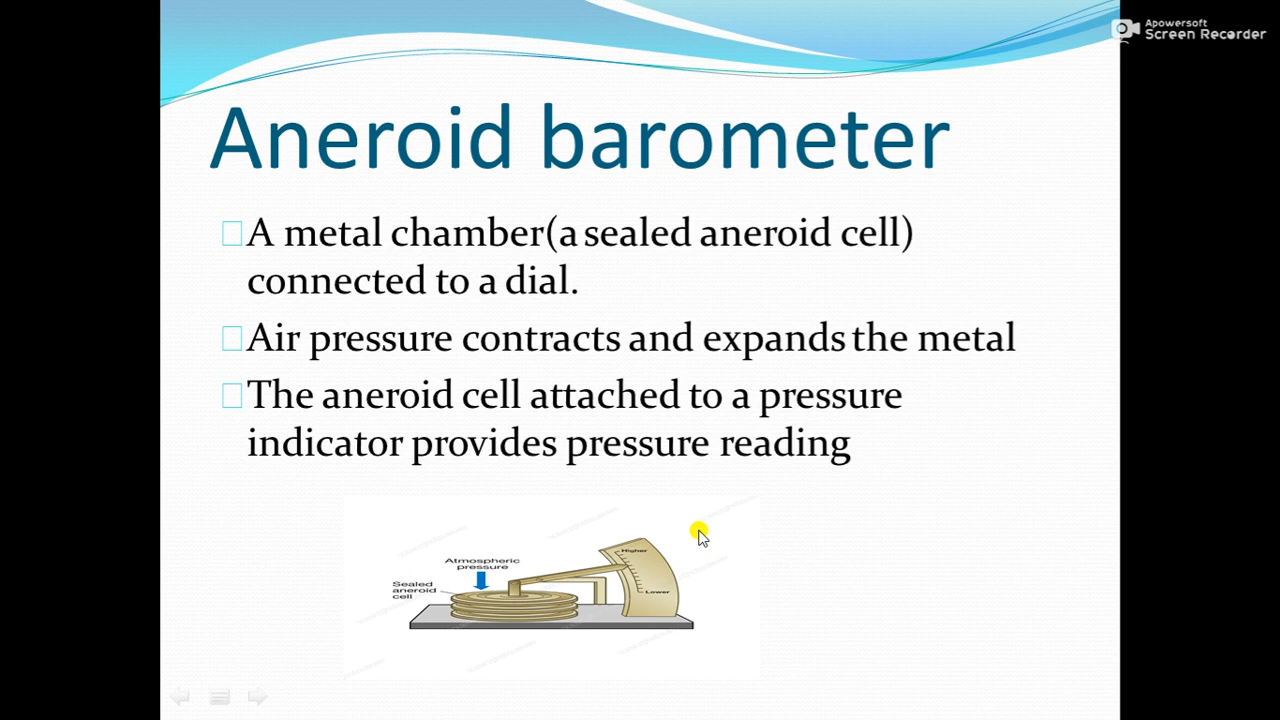 Apowersoft
Screen Recorder
Aneroid barometer
A metal chamber(a sealed aneroid cell)
connected to a dial.
Air pressure contracts and expands the metal
The aneroid cell attached to a pressure
indicator provides pressure reading
Atmospheric
pressure
Sealed
aneroid
cell
Higher
Lower